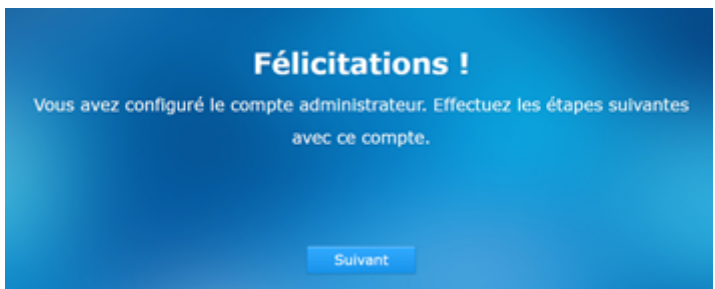 Félicitations !
Vous avez configuré le compte administrateur. Effectuez les étapes suivantes
avec ce compte.
Suivant